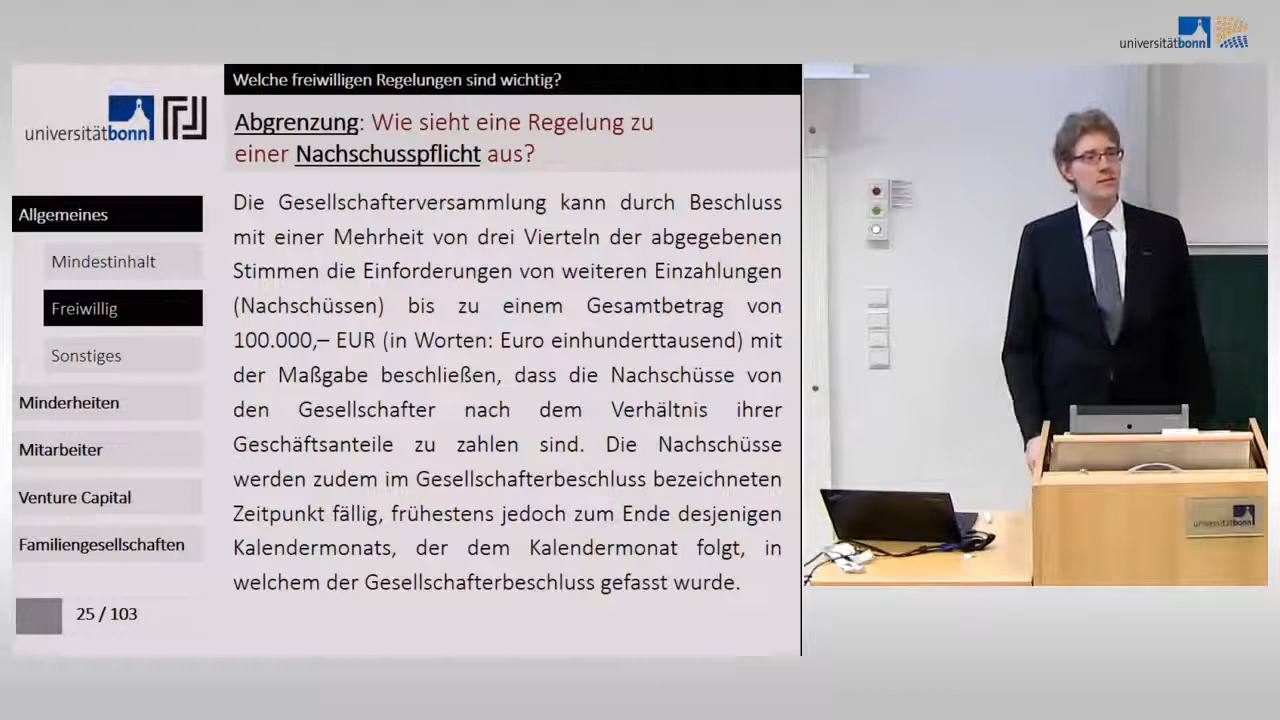 universitätbonn
Welche freiwilligen Regelungen sind wichtig?
universitätbonn
Abgrenzung: Wie sieht eine Regelung zu
einer Nachschusspflicht aus?
Allgemeines
Mindestinhalt
Freiwillig
Sonstiges
Minderheiten
Mitarbeiter
Venture Capital
Familiengesellschaften
25 / 103
Die Gesellschafterversammlung kann durch Beschluss
mit einer Mehrheit von drei Vierteln der abgegebenen
Stimmen die Einforderungen von weiteren Einzahlungen
(Nachschüssen) bis zu einem Gesamtbetrag von
100.000,– EUR (in Worten: Euro einhunderttausend) mit
der Maßgabe beschließen, dass die Nachschüsse von
den Gesellschafter nach dem Verhältnis ihrer
Geschäftsanteile zu zahlen sind. Die Nachschüsse
werden zudem im Gesellschafterbeschluss bezeichneten
Zeitpunkt fällig, frühestens jedoch zum Ende desjenigen
Kalendermonats, der dem Kalendermonat folgt, in
welchem der Gesellschafterbeschluss gefasst wurde.
universitätbonn